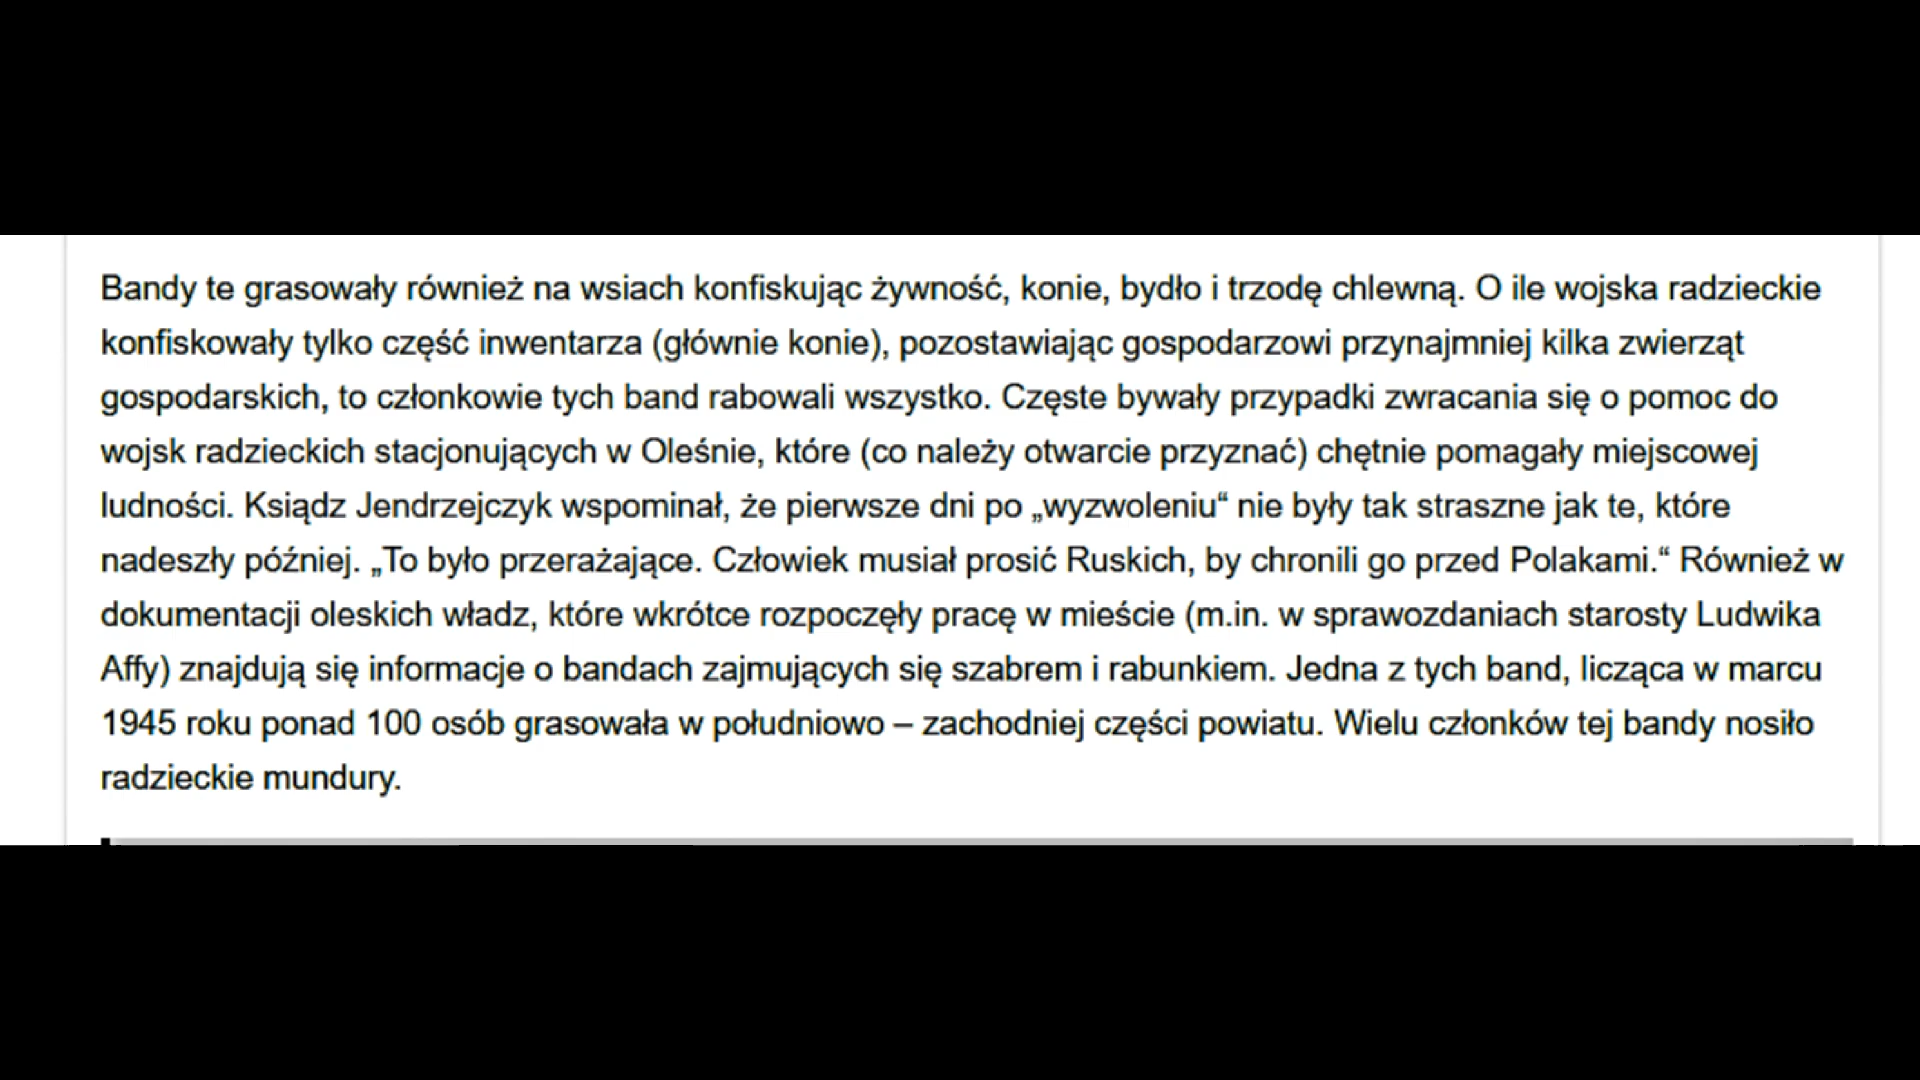 Bandy te grasowały również na wsiach konfiskując żywność, konie, bydło i trzodę chlewną. O ile wojska radzieckie
konfiskowały tylko część inwentarza (głównie konie), pozostawiając gospodarzowi przynajmniej kilka zwierząt
gospodarskich, to członkowie tych band rabowali wszystko. Częste bywały przypadki zwracania się o pomoc do
wojsk radzieckich stacjonujących w Oleśnie, które (co należy otwarcie przyznać) chętnie pomagały miejscowej
ludności. Ksiądz Jendrzejczyk wspominał, że pierwsze dni po „wyzwoleniu“ nie były tak straszne jak te, które
nadeszły później. „To było przerażające. Człowiek musiał prosić Ruskich, by chronili go przed Polakami.“ Również w
dokumentacji oleskich władz, które wkrótce rozpoczęły pracę w mieście (m.in. w sprawozdaniach starosty Ludwika
Affy) znajdują się informacje o bandach zajmujących się szabrem i rabunkiem. Jedna z tych band, licząca w marcu
1945 roku ponad 100 osób grasowała w południowo – zachodniej części powiatu. Wielu członków tej bandy nosiło
radzieckie mundury.